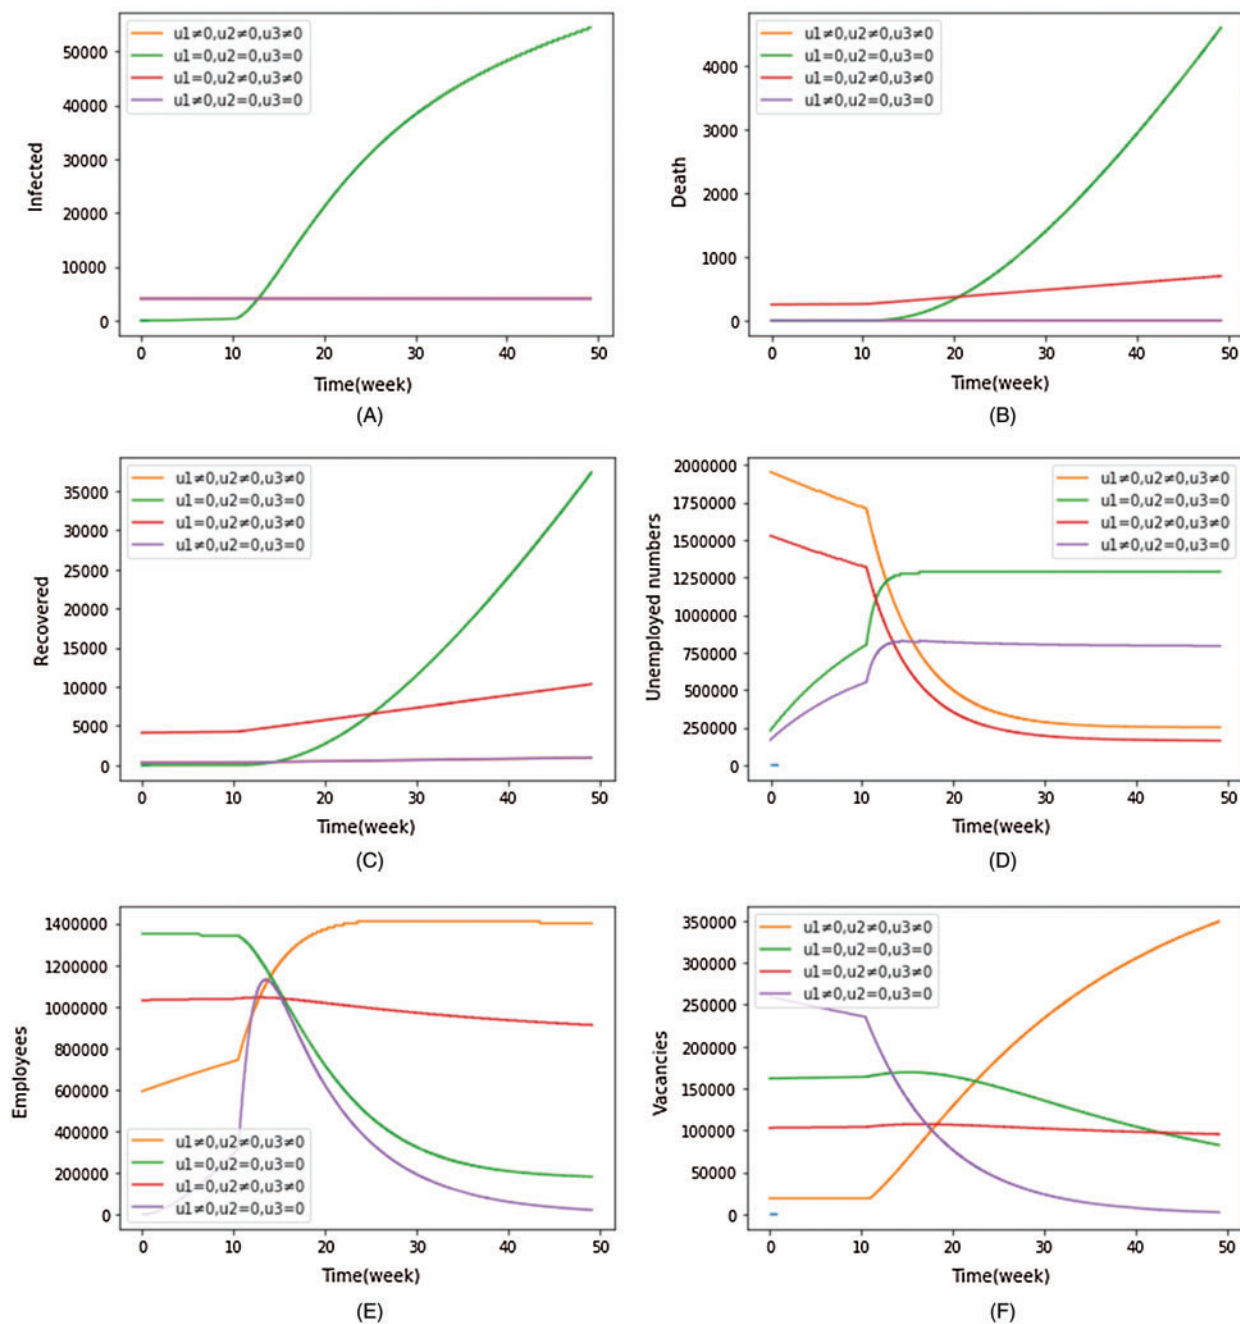 u1≠0,u2≠0,u3≠0
u1=0,u2=0,u3=0
u1=0,u2≠0,u3≠0
u1≠0,u2=0,u3=0
50000
40000
30000
20000
10000
0
Infected
0 10 20 30 40 50
Time(week)
(A)
u1≠0,u2≠0,u3≠0
u1=0,u2=0,u3=0
u1=0,u2≠0,u3≠0
u1≠0,u2=0,u3=0
4000
3000
2000
1000
0
Death
0 10 20 30 40 50
Time(week)
(B)
u1≠0,u2≠0,u3≠0
u1=0,u2=0,u3=0
u1=0,u2≠0,u3≠0
u1≠0,u2=0,u3=0
35000
30000
25000
20000
15000
10000
5000
0
Recovered
0 10 20 30 40 50
Time(week)
(C)
u1≠0,u2≠0,u3≠0
u1=0,u2=0,u3=0
u1=0,u2≠0,u3≠0
u1≠0,u2=0,u3=0
2000000
1750000
1500000
1250000
1000000
750000
500000
250000
0
Unemployed numbers
0 10 20 30 40 50
Time(week)
(D)
1400000
1200000
1000000
800000
600000
400000
200000
0
Employees
u1≠0,u2≠0,u3≠0
u1=0,u2=0,u3=0
u1=0,u2≠0,u3≠0
u1≠0,u2=0,u3=0
0 10 20 30 40 50
Time(week)
(E)
u1≠0,u2≠0,u3≠0
u1=0,u2=0,u3=0
u1=0,u2≠0,u3≠0
u1≠0,u2=0,u3=0
350000
300000
250000
200000
150000
100000
50000
0
Vacancies
0 10 20 30 40 50
Time(week)
(F)